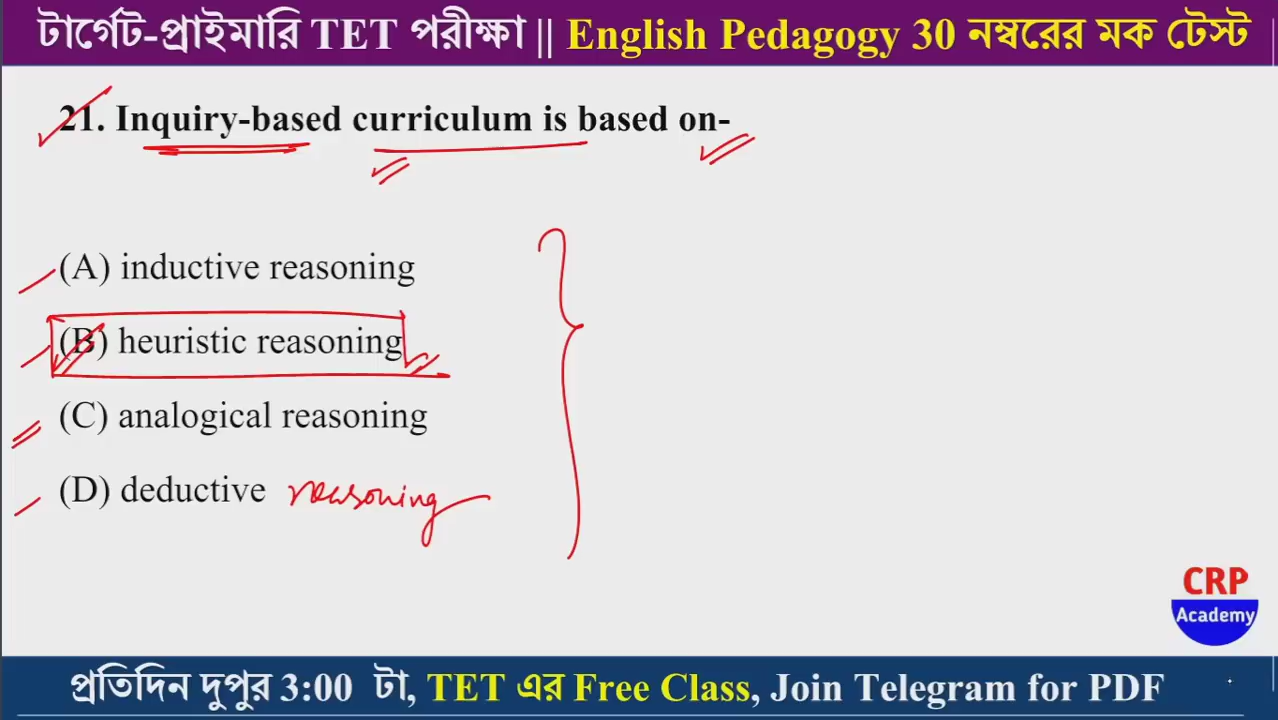 টার্গেট-প্রাইমারি TET পরীক্ষা || English Pedagogy 30 নম্বরের মক টেস্ট
21. Inquiry-based curriculum is based on-
(A) inductive reasoning
(B) heuristic reasoning
(C) analogical reasoning
(D) deductive reasoning
CRP
Academy
প্রতিদিন দুপুর 3:00 টা, TET এর Free Class, Join Telegram for PDF